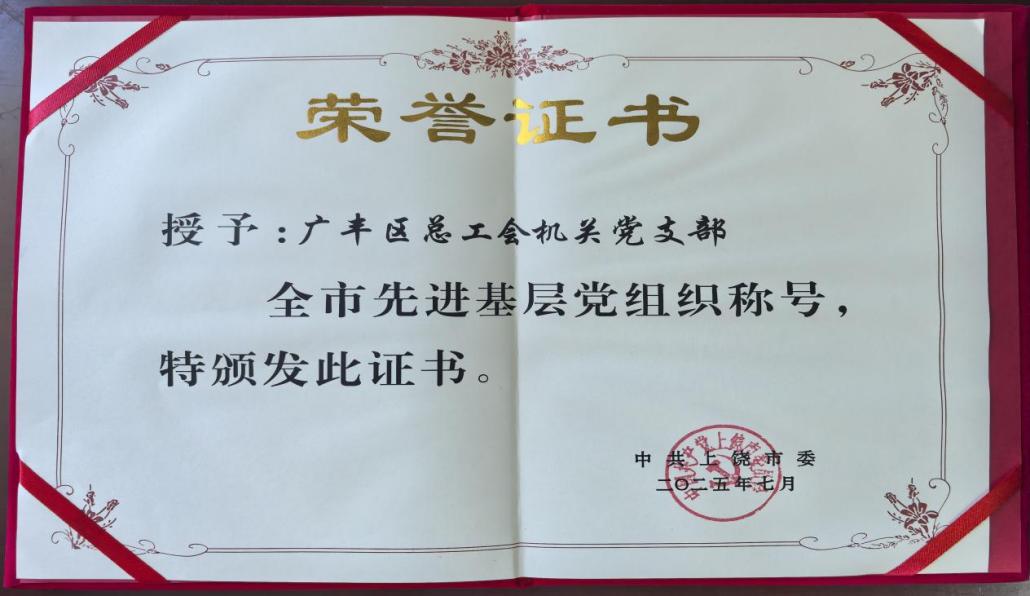 荣誉证书
授予：广丰区总工会机关党支部
全市先进基层党组织称号，
特颁发此证书。
中共上饶市委
二〇二五年七月